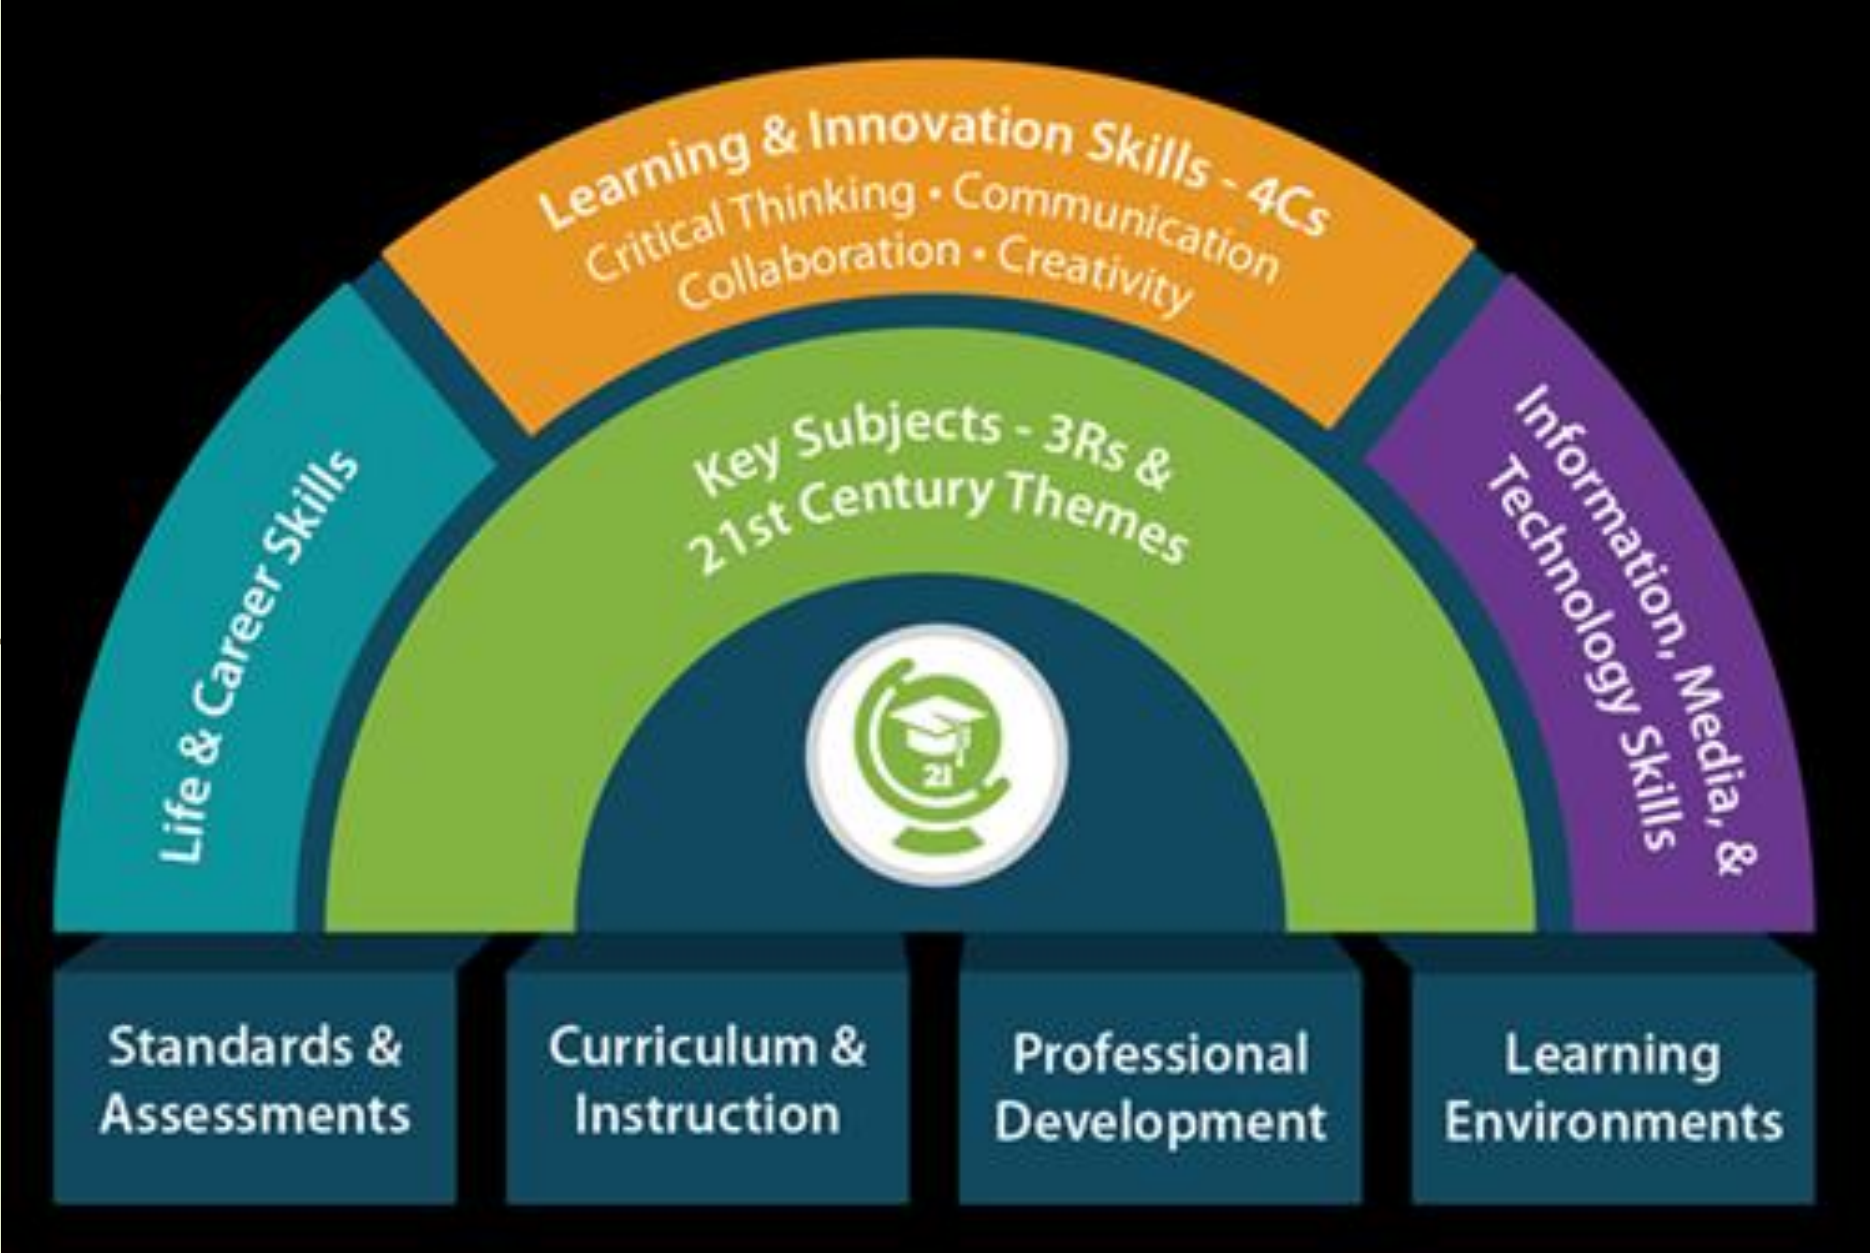 Learning & Innovation Skills - 4Cs
Critical Thinking • Communication
Collaboration • Creativity
Life & Career Skills
Key Subjects - 3Rs &
21st Century Themes
Information, Media, &
Technology Skills
21
Standards &
Assessments
Curriculum &
Instruction
Professional
Development
Learning
Environments